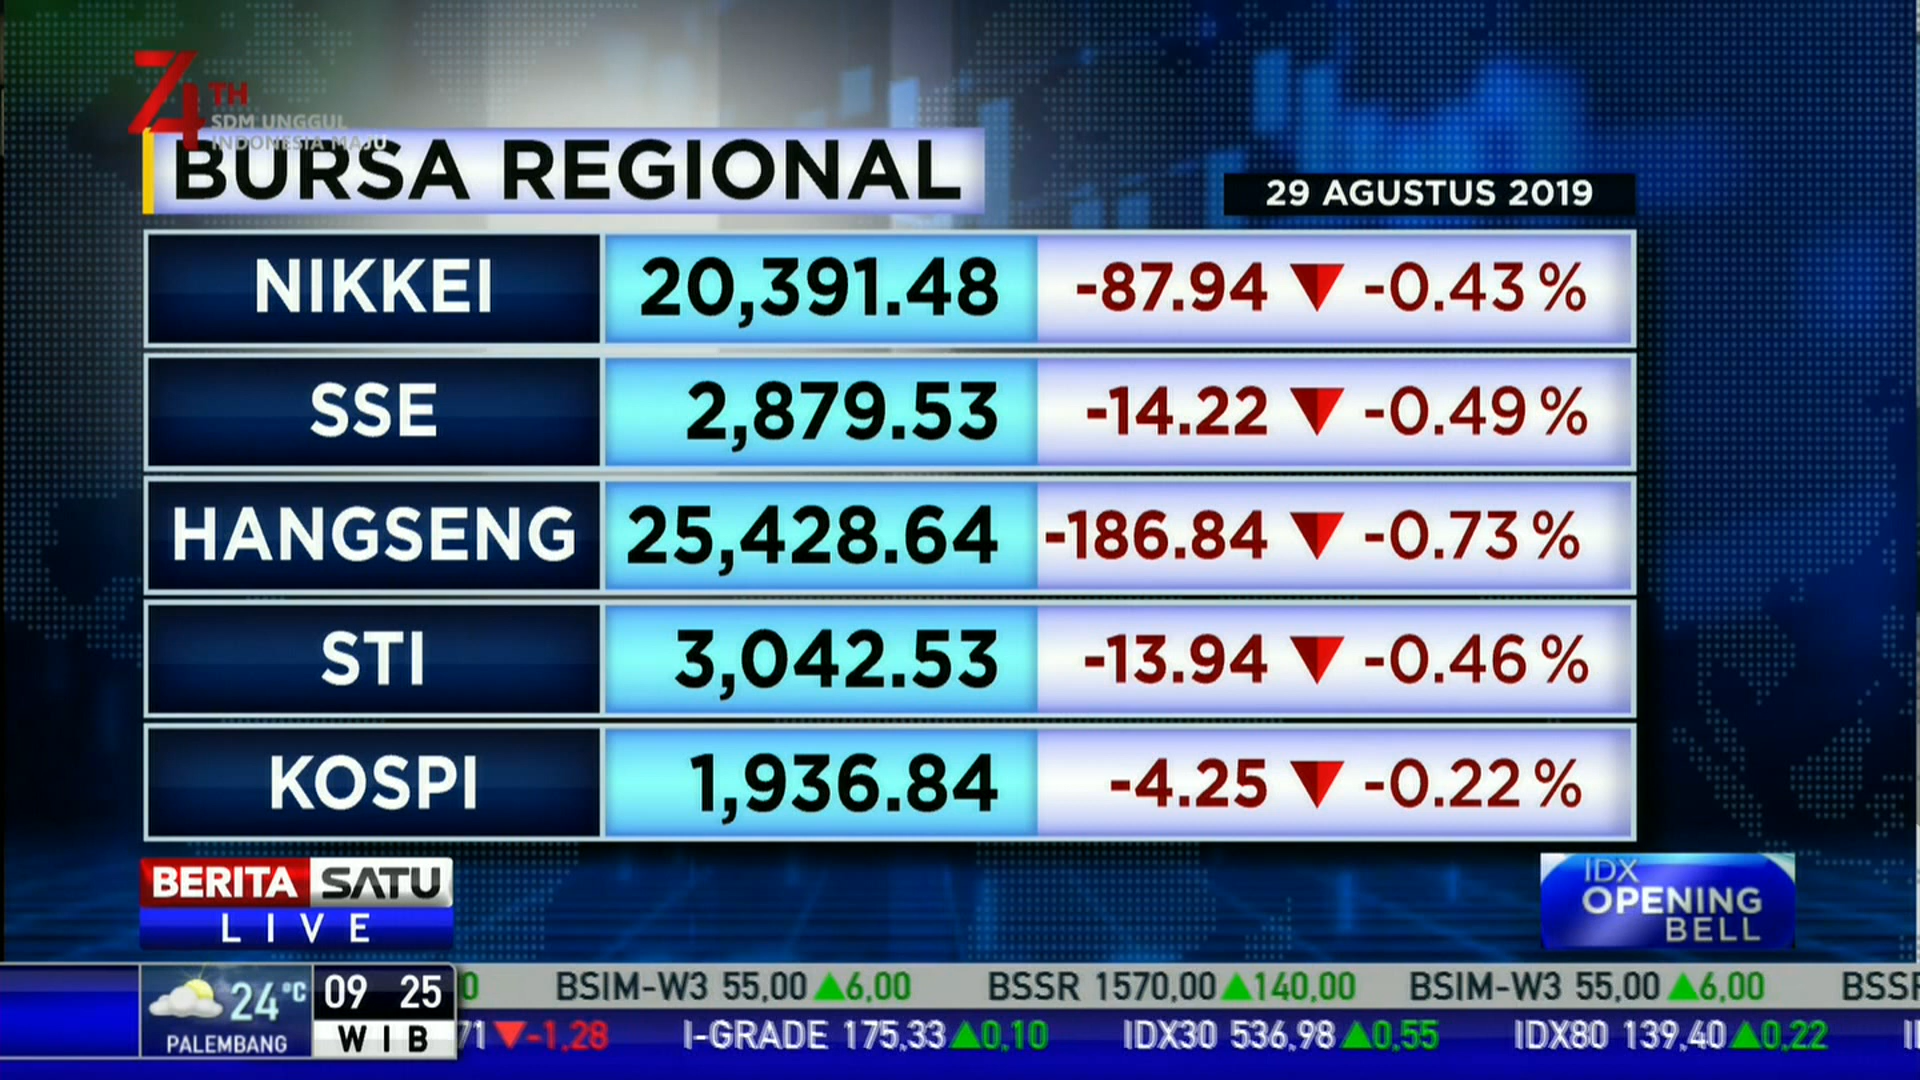 74TH
SDM UNGGUL
INDONESIA MAJU
BURSA REGIONAL
29 AGUSTUS 2019
NIKKEI 20,391.48 -87.94 ▼ -0.43%
SSE 2,879.53 -14.22 ▼ -0.49%
HANGSENG 25,428.64 -186.84 ▼ -0.73%
STI 3,042.53 -13.94 ▼ -0.46%
KOSPI 1,936.84 -4.25 ▼ -0.22%
BERITA SATU
LIVE
IDX
OPENING
BELL
24°C
PALEMBANG
09 25
WIB
0 BSIM-W3 55,00▲6,00 BSSR 1570,00▲140,00 BSIM-W3 55,00▲6,00 BSSR
71▼-1,28 I-GRADE 175,33▲0,10 IDX30 536,98▲0,55 IDX80 139,40▲0,22